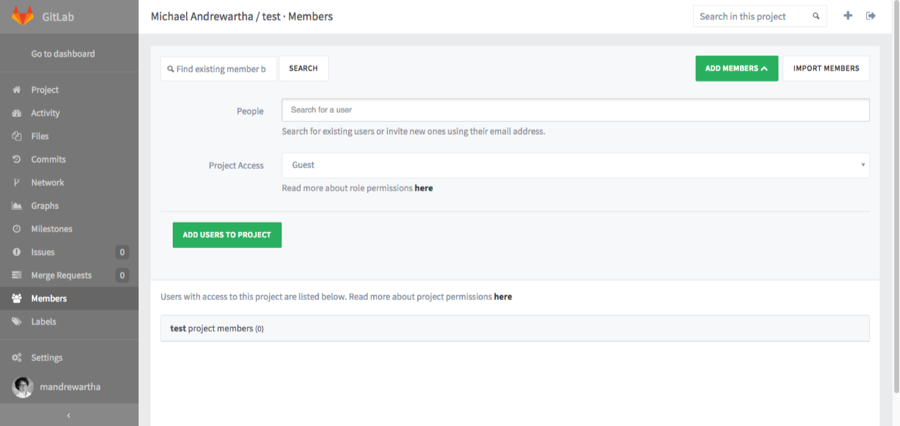 GitLab
Michael Andrewartha / test · Members
Search in this project
Go to dashboard
Project
Activity
Files
Commits
Network
Graphs
Milestones
Issues 0
Merge Requests 0
Members
Labels
Settings
mandrewartha
Find existing member b
SEARCH
ADD MEMBERS
IMPORT MEMBERS
People
Search for a user
Search for existing users or invite new ones using their email address.
Project Access
Guest
Read more about role permissions here
ADD USERS TO PROJECT
Users with access to this project are listed below. Read more about project permissions here
test project members (0)